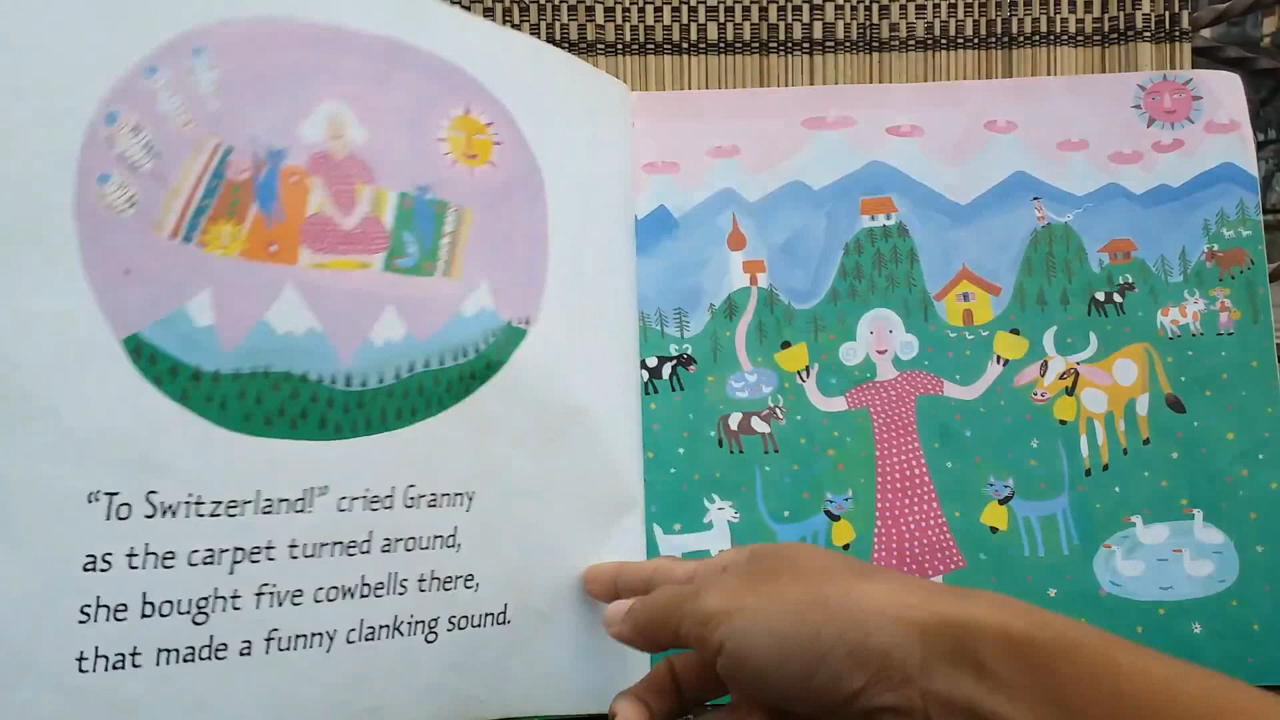 “To Switzerland!” cried Granny
as the carpet turned around,
she bought five cowbells there,
that made a funny clanking sound.